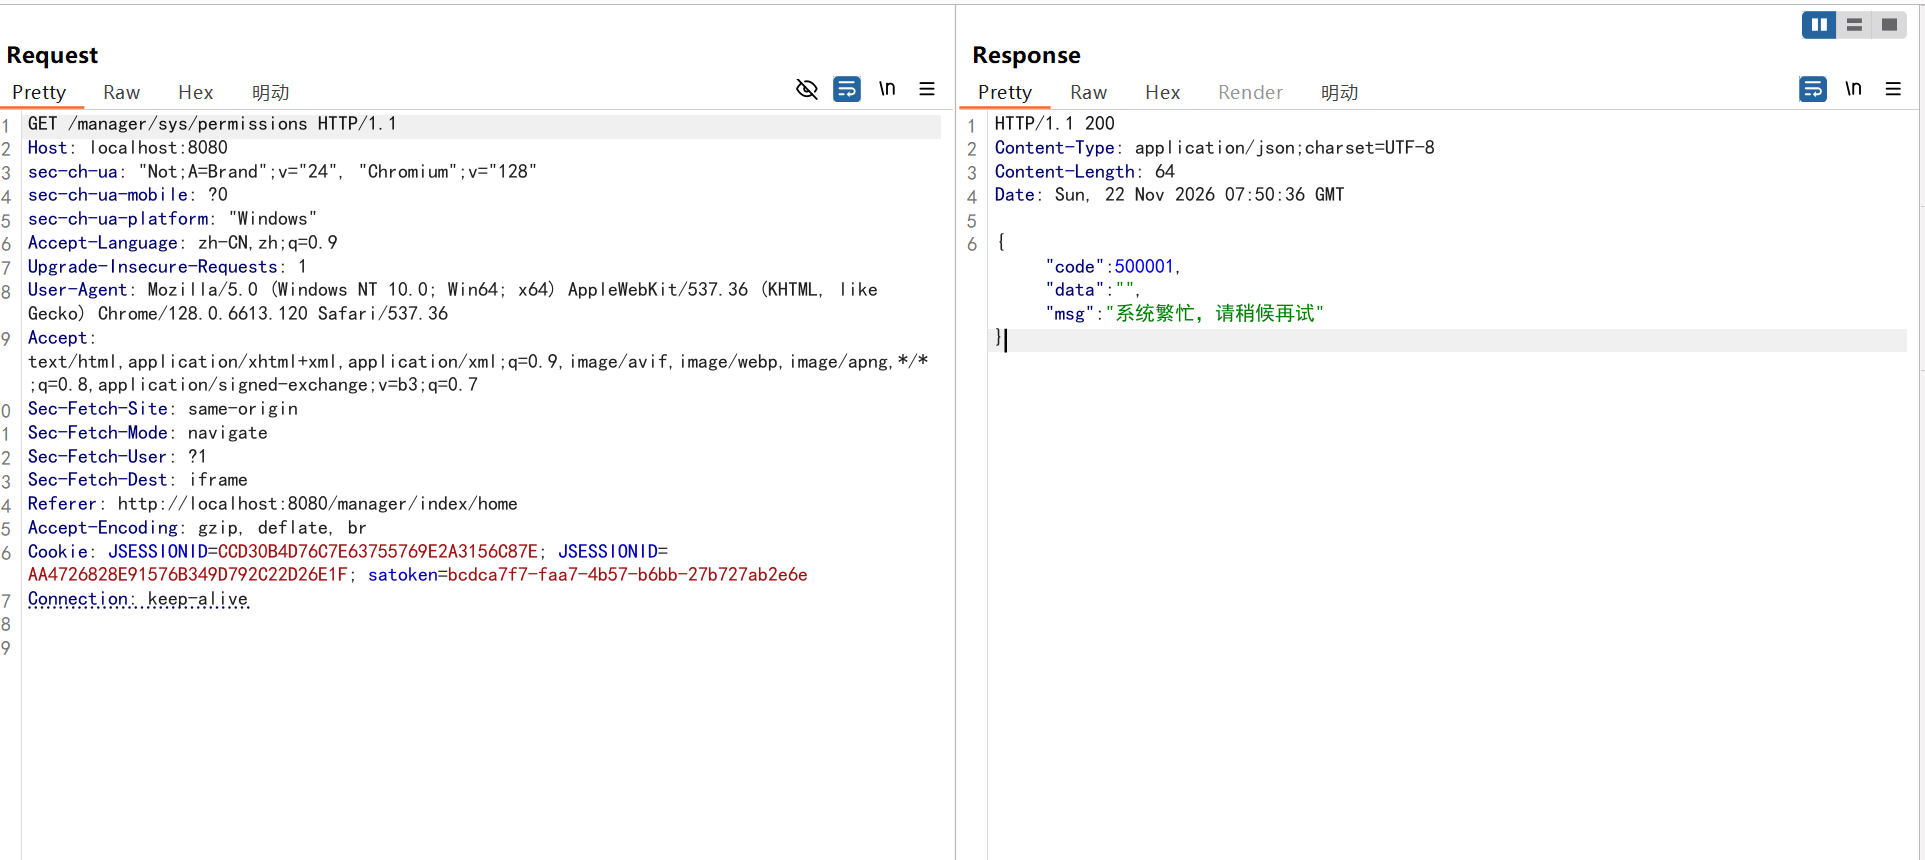 Request
Pretty Raw Hex 明动 \n
1 GET /manager/sys/permissions HTTP/1.1
2 Host: localhost:8080
3 sec-ch-ua: "Not;A=Brand";v="24", "Chromium";v="128"
4 sec-ch-ua-mobile: ?0
5 sec-ch-ua-platform: "Windows"
6 Accept-Language: zh-CN,zh;q=0.9
7 Upgrade-Insecure-Requests: 1
8 User-Agent: Mozilla/5.0 (Windows NT 10.0; Win64; x64) AppleWebKit/537.36 (KHTML, like
Gecko) Chrome/128.0.6613.120 Safari/537.36
9 Accept:
text/html,application/xhtml+xml,application/xml;q=0.9,image/avif,image/webp,image/apng,*/*
;q=0.8,application/signed-exchange;v=b3;q=0.7
0 Sec-Fetch-Site: same-origin
1 Sec-Fetch-Mode: navigate
2 Sec-Fetch-User: ?1
3 Sec-Fetch-Dest: iframe
4 Referer: http://localhost:8080/manager/index/home
5 Accept-Encoding: gzip, deflate, br
6 Cookie: JSESSIONID=CCD30B4D76C7E63755769E2A3156C87E; JSESSIONID=
AA4726828E91576B349D792C22D26E1F; satoken=bcdca7f7-faa7-4b57-b6bb-27b727ab2e6e
7 Connection: keep-alive
8
9
Response
Pretty Raw Hex Render 明动 \n
1 HTTP/1.1 200
2 Content-Type: application/json;charset=UTF-8
3 Content-Length: 64
4 Date: Sun, 22 Nov 2026 07:50:36 GMT
5
6 {
"code":500001,
"data":"",
"msg":"系统繁忙，请稍候再试"
}